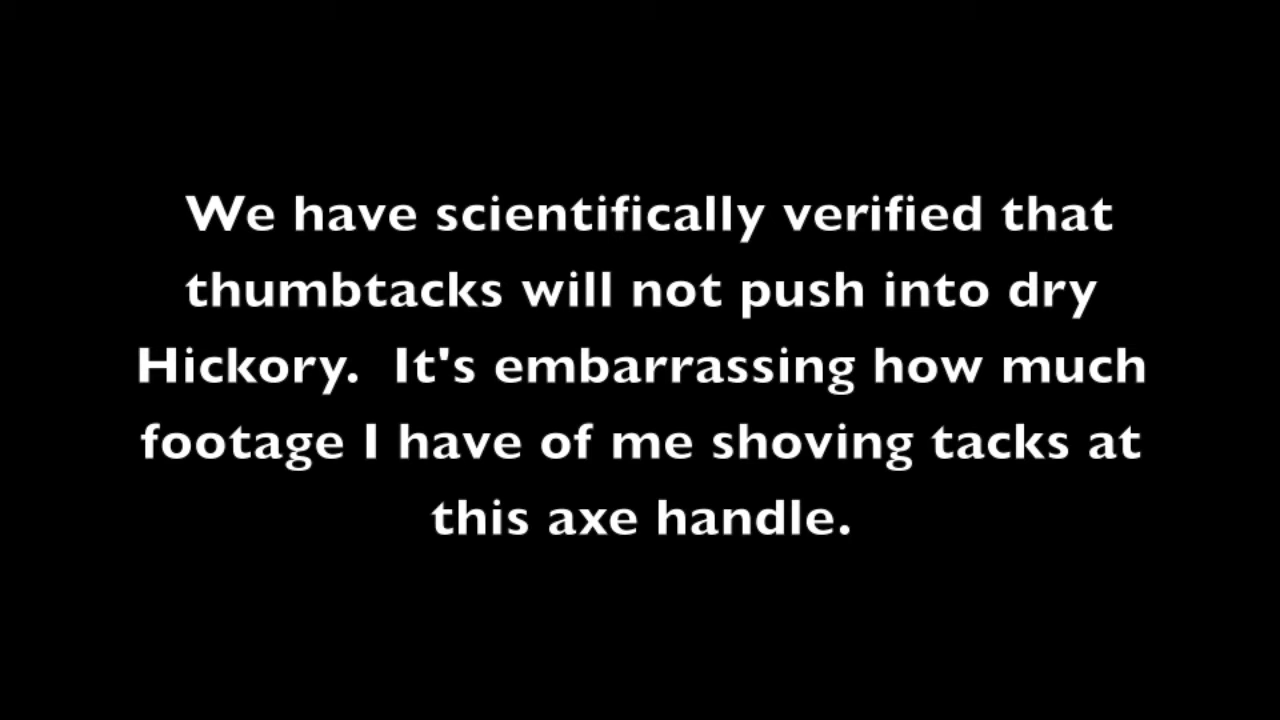 We have scientifically verified that
thumbtacks will not push into dry
Hickory.  It's embarrassing how much
footage I have of me shoving tacks at
this axe handle.